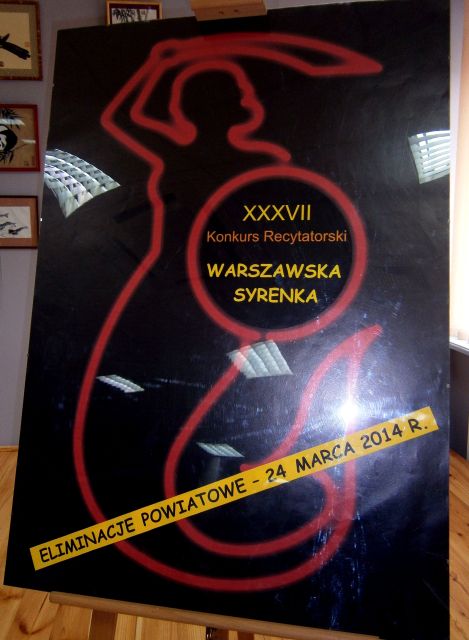 XXXVII
Konkurs Recytatorski
WARSZAWSKA
SYRENKA
ELIMINACJE POWIATOWE - 24 MARCA 2014 R.